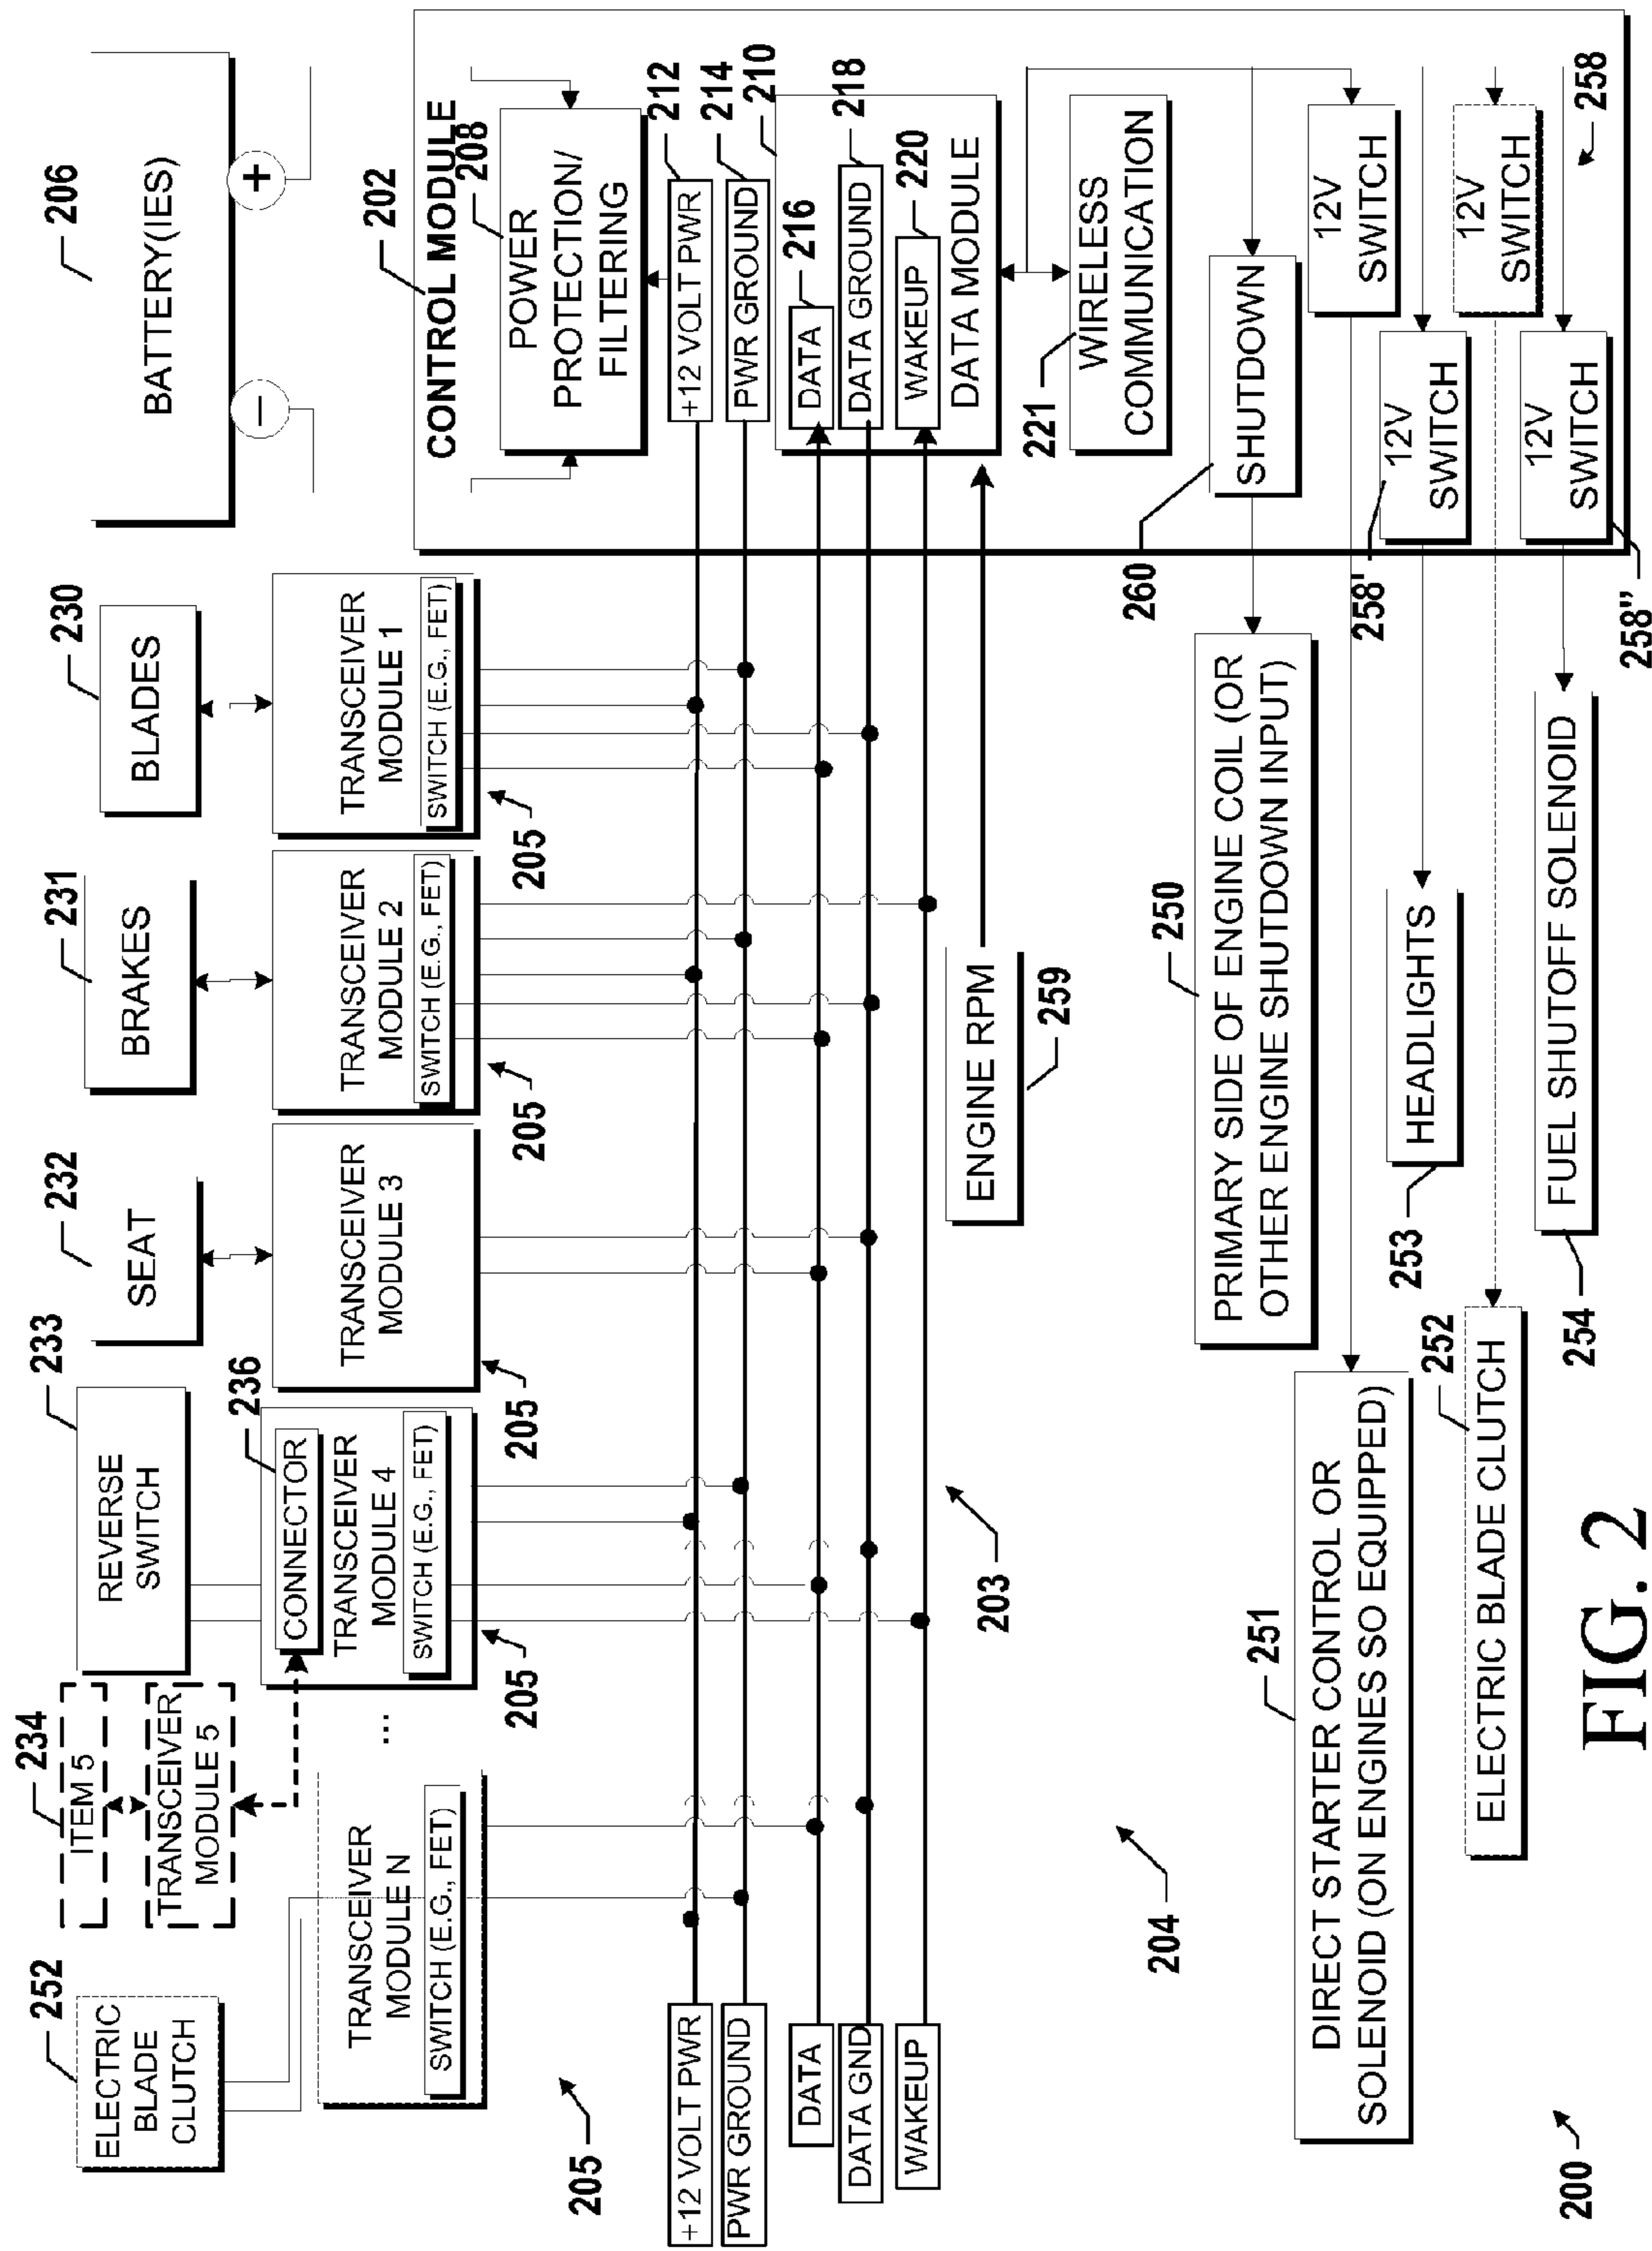 252
ELECTRIC
BLADE
CLUTCH
234
ITEM 5
TRANSCEIVER
MODULE 5
233
REVERSE
SWITCH
232
SEAT
231
BRAKES
230
BLADES
206
BATTERY(IES)
−
+
205
TRANSCEIVER
MODULE N
SWITCH (E.G., FET)
...
236
CONNECTOR
TRANSCEIVER
MODULE 4
SWITCH (E.G., FET)
205
TRANSCEIVER
MODULE 3
205
TRANSCEIVER
MODULE 2
SWITCH (E.G., FET)
205
TRANSCEIVER
MODULE 1
SWITCH (E.G., FET)
205
202
CONTROL MODULE
208
POWER
PROTECTION/
FILTERING
+12 VOLT PWR
PWR GROUND
DATA
DATA GND
WAKEUP
+12 VOLT PWR
212
PWR GROUND
214
210
DATA
216
DATA GROUND
218
WAKEUP
220
DATA MODULE
203
ENGINE RPM
259
221
WIRELESS
COMMUNICATION
204
260
SHUTDOWN
250
PRIMARY SIDE OF ENGINE COIL (OR
OTHER ENGINE SHUTDOWN INPUT)
12V
SWITCH
251
DIRECT STARTER CONTROL OR
SOLENOID (ON ENGINES SO EQUIPPED)
258'
12V
SWITCH
HEADLIGHTS
253
12V
SWITCH
252
ELECTRIC BLADE CLUTCH
12V
SWITCH
258
258"
FUEL SHUTOFF SOLENOID
254
200
FIG. 2